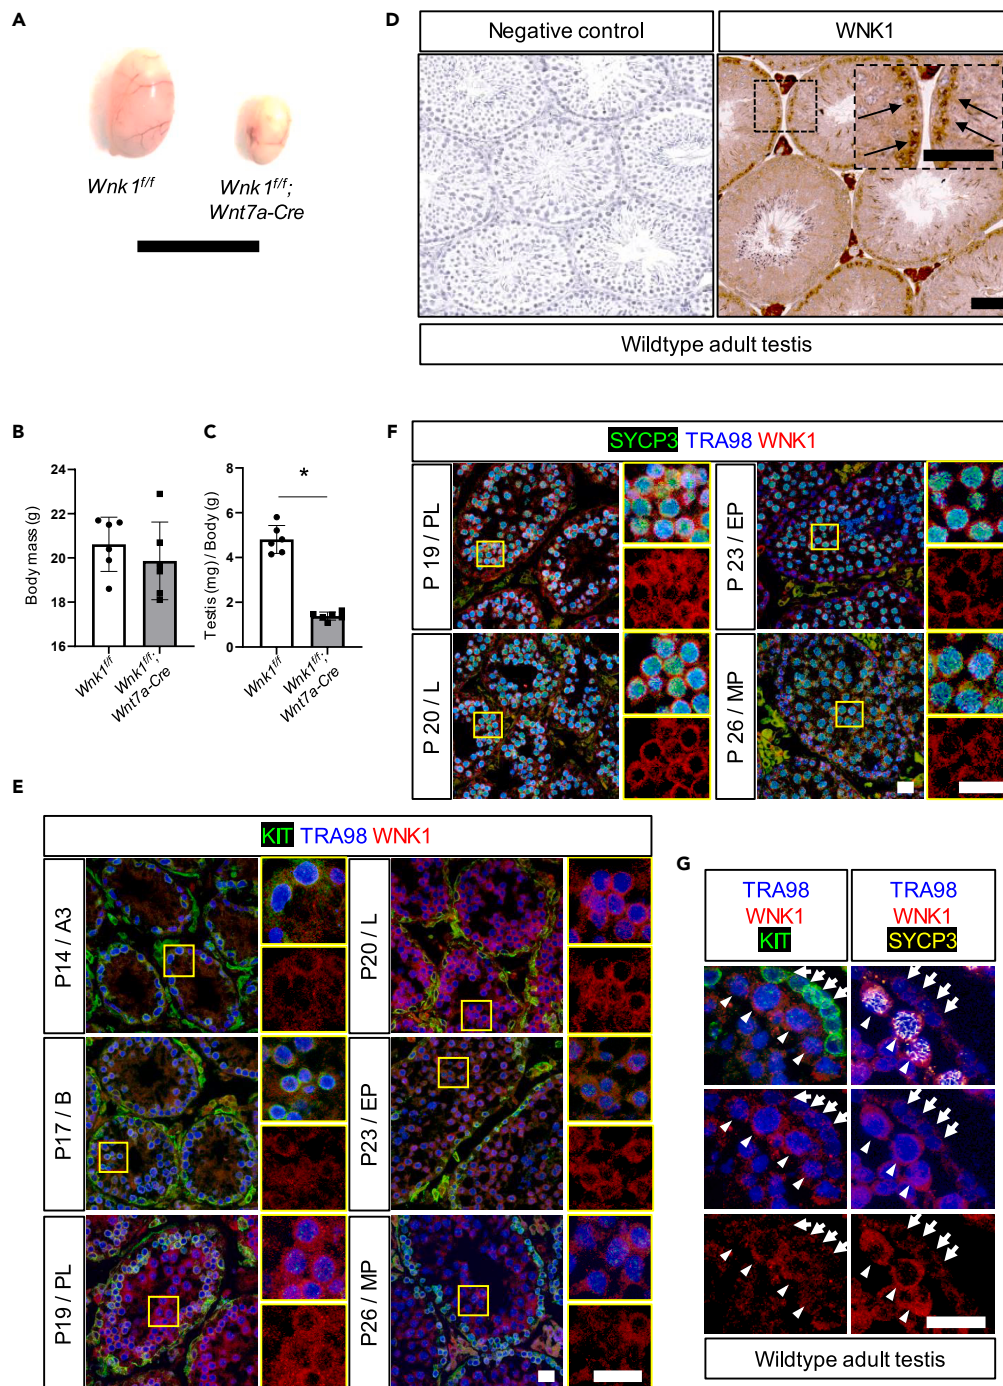 A
Wnk1f/f
Wnk1f/f;
Wnt7a-Cre
D
Negative control
WNK1
Wildtype adult testis
B
Body mass (g)
24
22
20
18
16
Wnk1f/f
Wnk1f/f;
Wnt7a-Cre
C
Testis (mg) / Body (g)
8
6
4
2
0
*
Wnk1f/f
Wnk1f/f;
Wnt7a-Cre
F
SYCP3 TRA98 WNK1
P 19 / PL
P 23 / EP
P 20 / L
P 26 / MP
E
KIT TRA98 WNK1
P14 / A3
P20 / L
P17 / B
P23 / EP
P19 / PL
P26 / MP
G
TRA98
WNK1
KIT
TRA98
WNK1
SYCP3
Wildtype adult testis